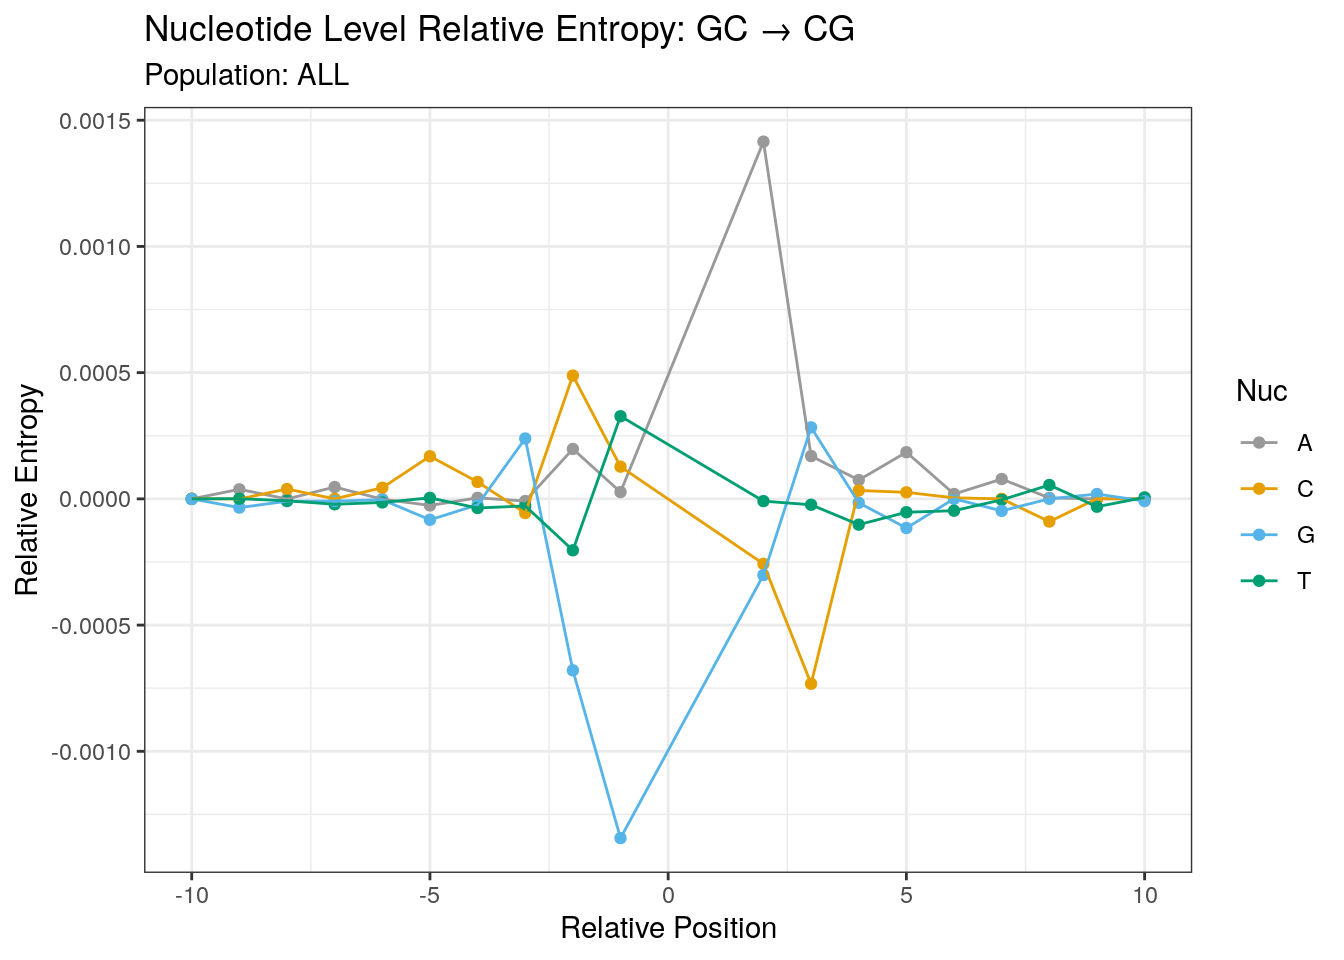 Nucleotide Level Relative Entropy: GC → CG
Population: ALL
0.0015
0.0010
0.0005
0.0000
-0.0005
-0.0010
Relative Entropy
-10
-5
0
5
10
Relative Position
Nuc
A
C
G
T